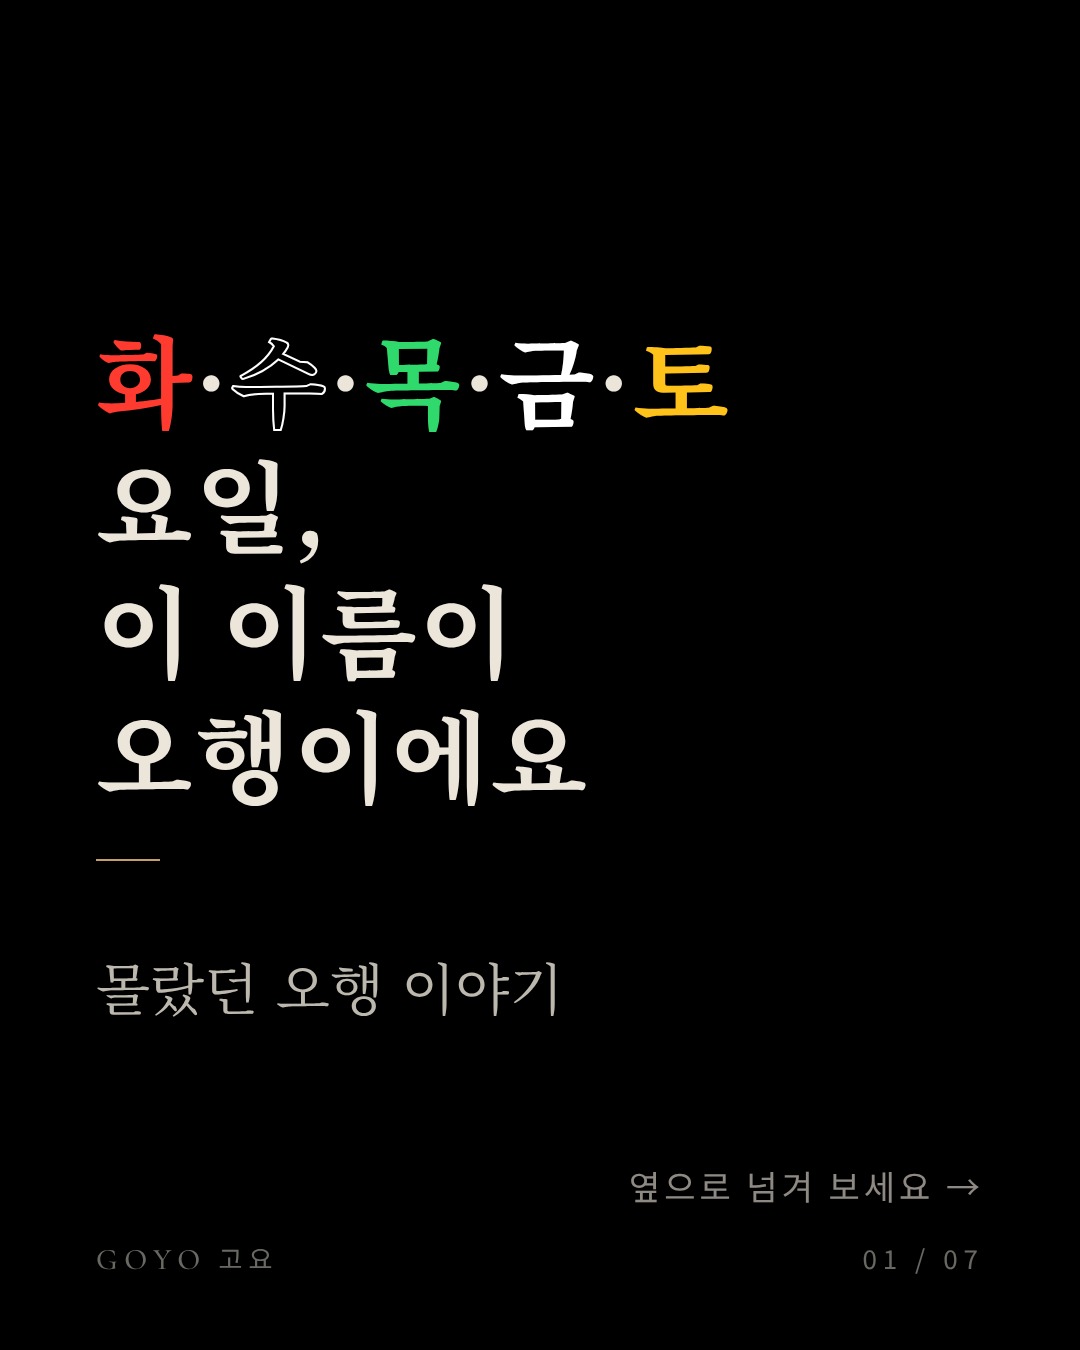 화·수·목·금·토
요일,
이 이름이
오행이에요
몰랐던 오행 이야기
옆으로 넘겨 보세요 →
GOYO 고요
01 / 07